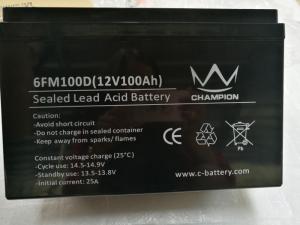 6FM100D(12V100Ah)
Sealed Lead Acid Battery
CHAMPION
Caution:
-Avoid short circuit
-Do not charge in sealed container
-Keep away from sparks/ flames
Constant voltage charge (25°C)
-Cycle use: 14.5-14.9V
-Standby use: 13.5-13.8V
-Initial current: 25A
CE
Pb
www.c-battery.com